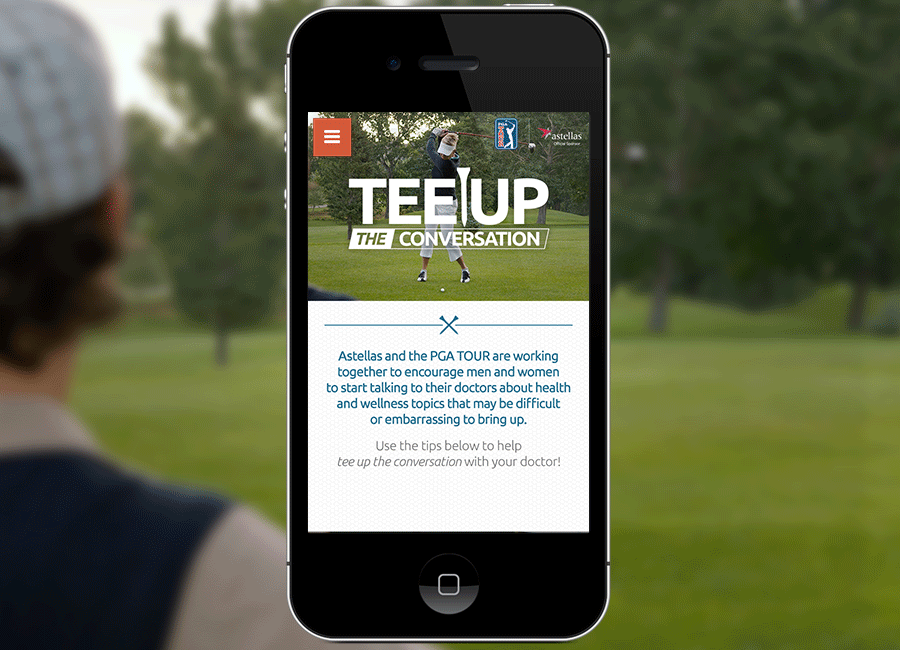 PGA TOUR
astellas
Official Sponsor
TEE UP
THE CONVERSATION
Astellas and the PGA TOUR are working
together to encourage men and women
to start talking to their doctors about health
and wellness topics that may be difficult
or embarrassing to bring up.
Use the tips below to help
tee up the conversation with your doctor!